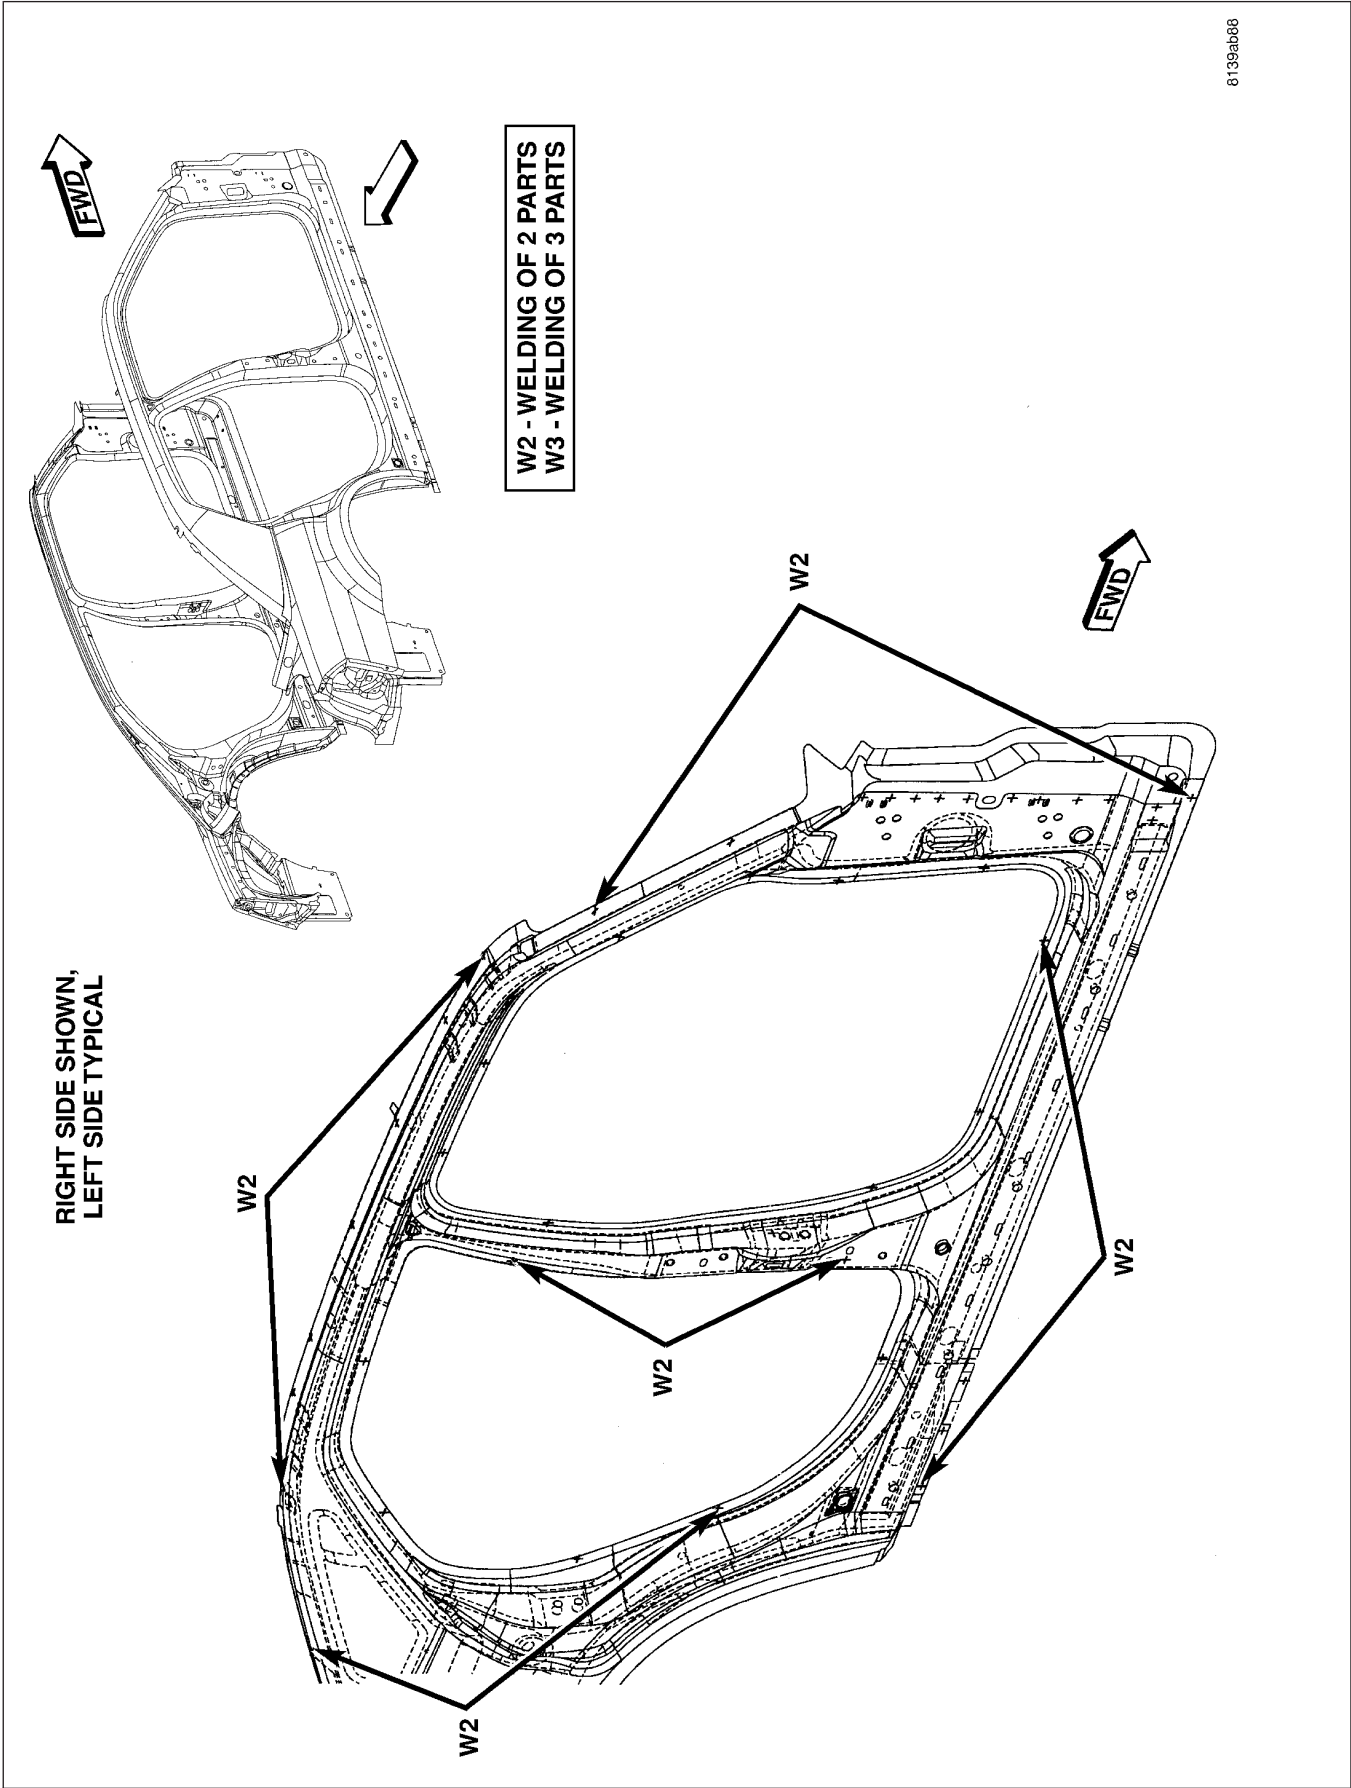 RIGHT SIDE SHOWN,
LEFT SIDE TYPICAL
FWD
W2 - WELDING OF 2 PARTS
W3 - WELDING OF 3 PARTS
W2
W2
W2
W2
W2
FWD
8139ab88